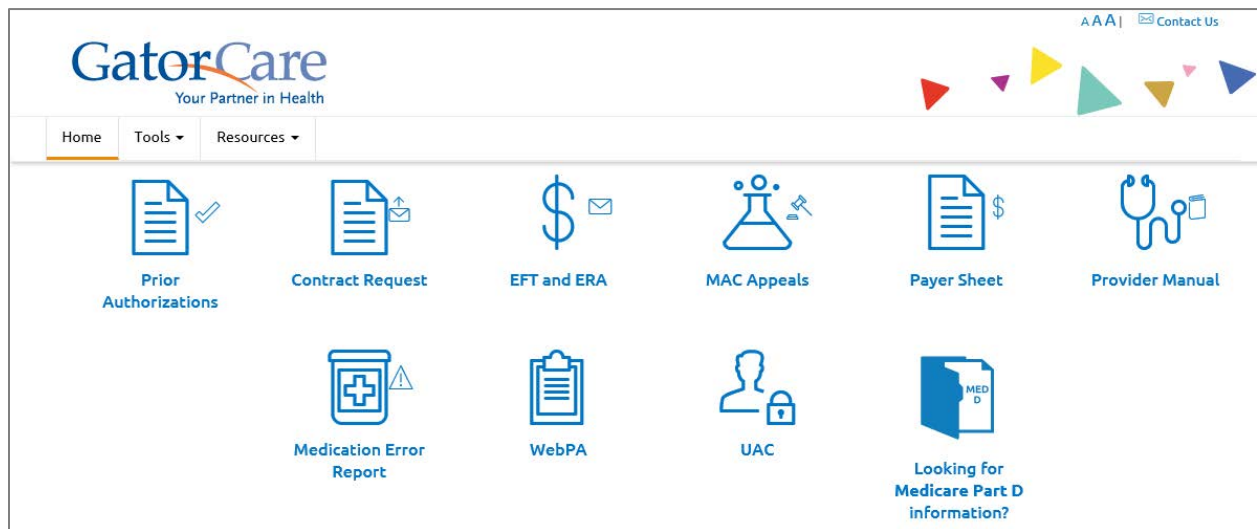 A A A | Contact Us
GatorCare
Your Partner in Health
Home Tools Resources
$
$
Prior
Authorizations
Contract Request
EFT and ERA
MAC Appeals
Payer Sheet
Provider Manual
MED
D
Medication Error
Report
WebPA
UAC
Looking for
Medicare Part D
information?